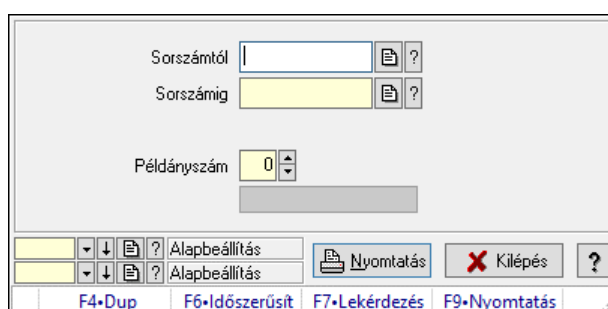 Sorszámtól ?
Sorszámig ?
Példányszám 0
? Alapbeállítás
? Alapbeállítás
Nyomtatás Kilépés ?
F4•Dup F6•Időszerűsít F7•Lekérdezés F9•Nyomtatás